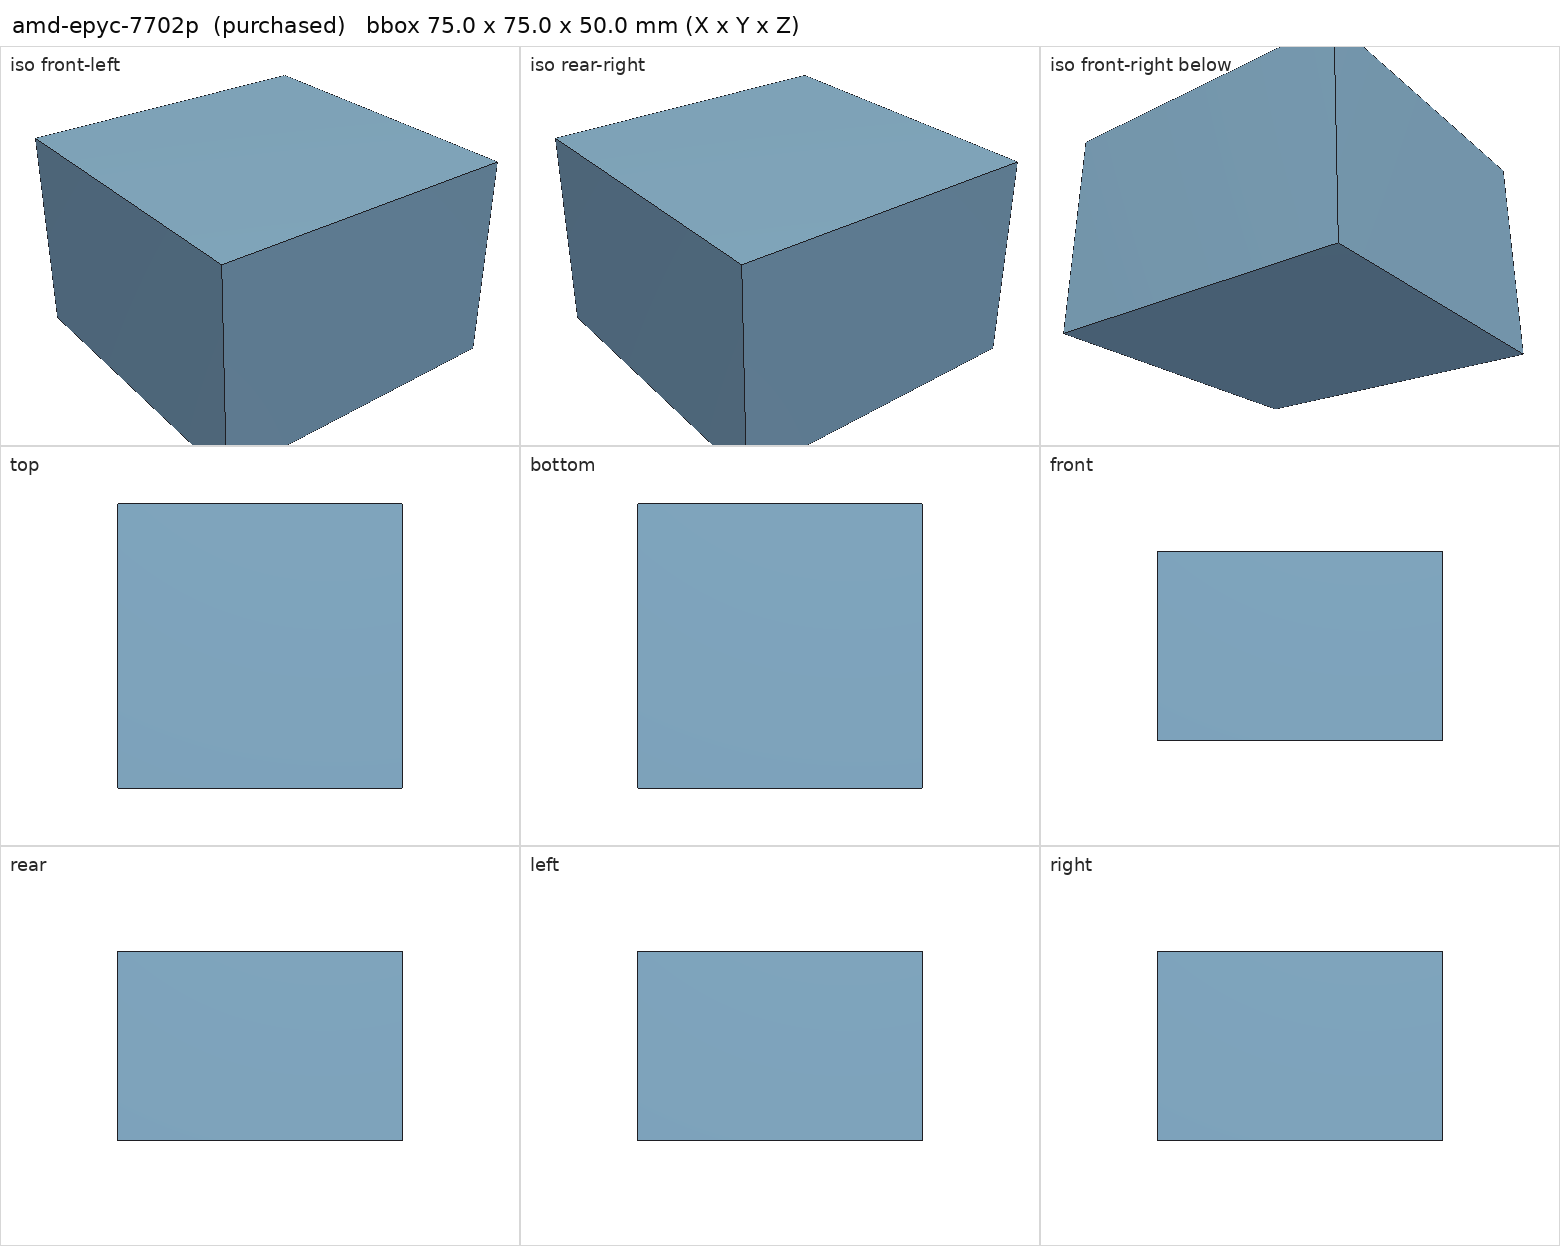 amd-epyc-7702p (purchased) bbox 75.0 x 75.0 x 50.0 mm (X x Y x Z)
iso front-left
iso rear-right
iso front-right below
top
bottom
front
rear
left
right